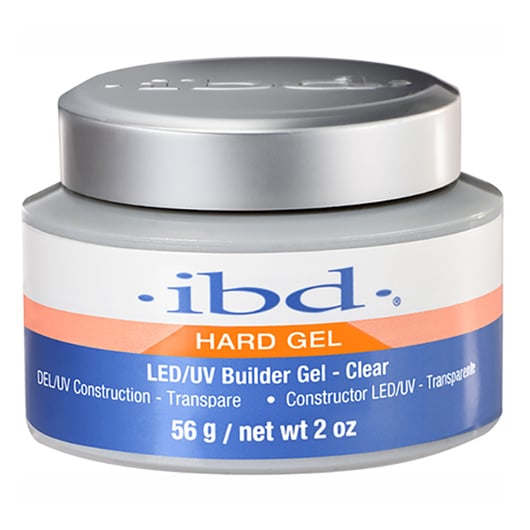 ·ibd·
·ibd·®
HARD GEL
LED/UV Builder Gel - Clear
DEL/UV Construction - Transpare • Constructor LED/UV - Transparente
56 g / net wt 2 oz